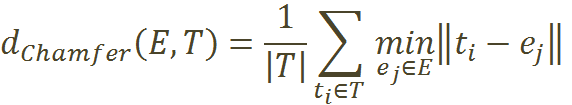 d_{Chamfer}(E,T) = \frac{1}{|T|} \sum_{t_i \in T} \min_{e_j \in E} \|t_i - e_j\|